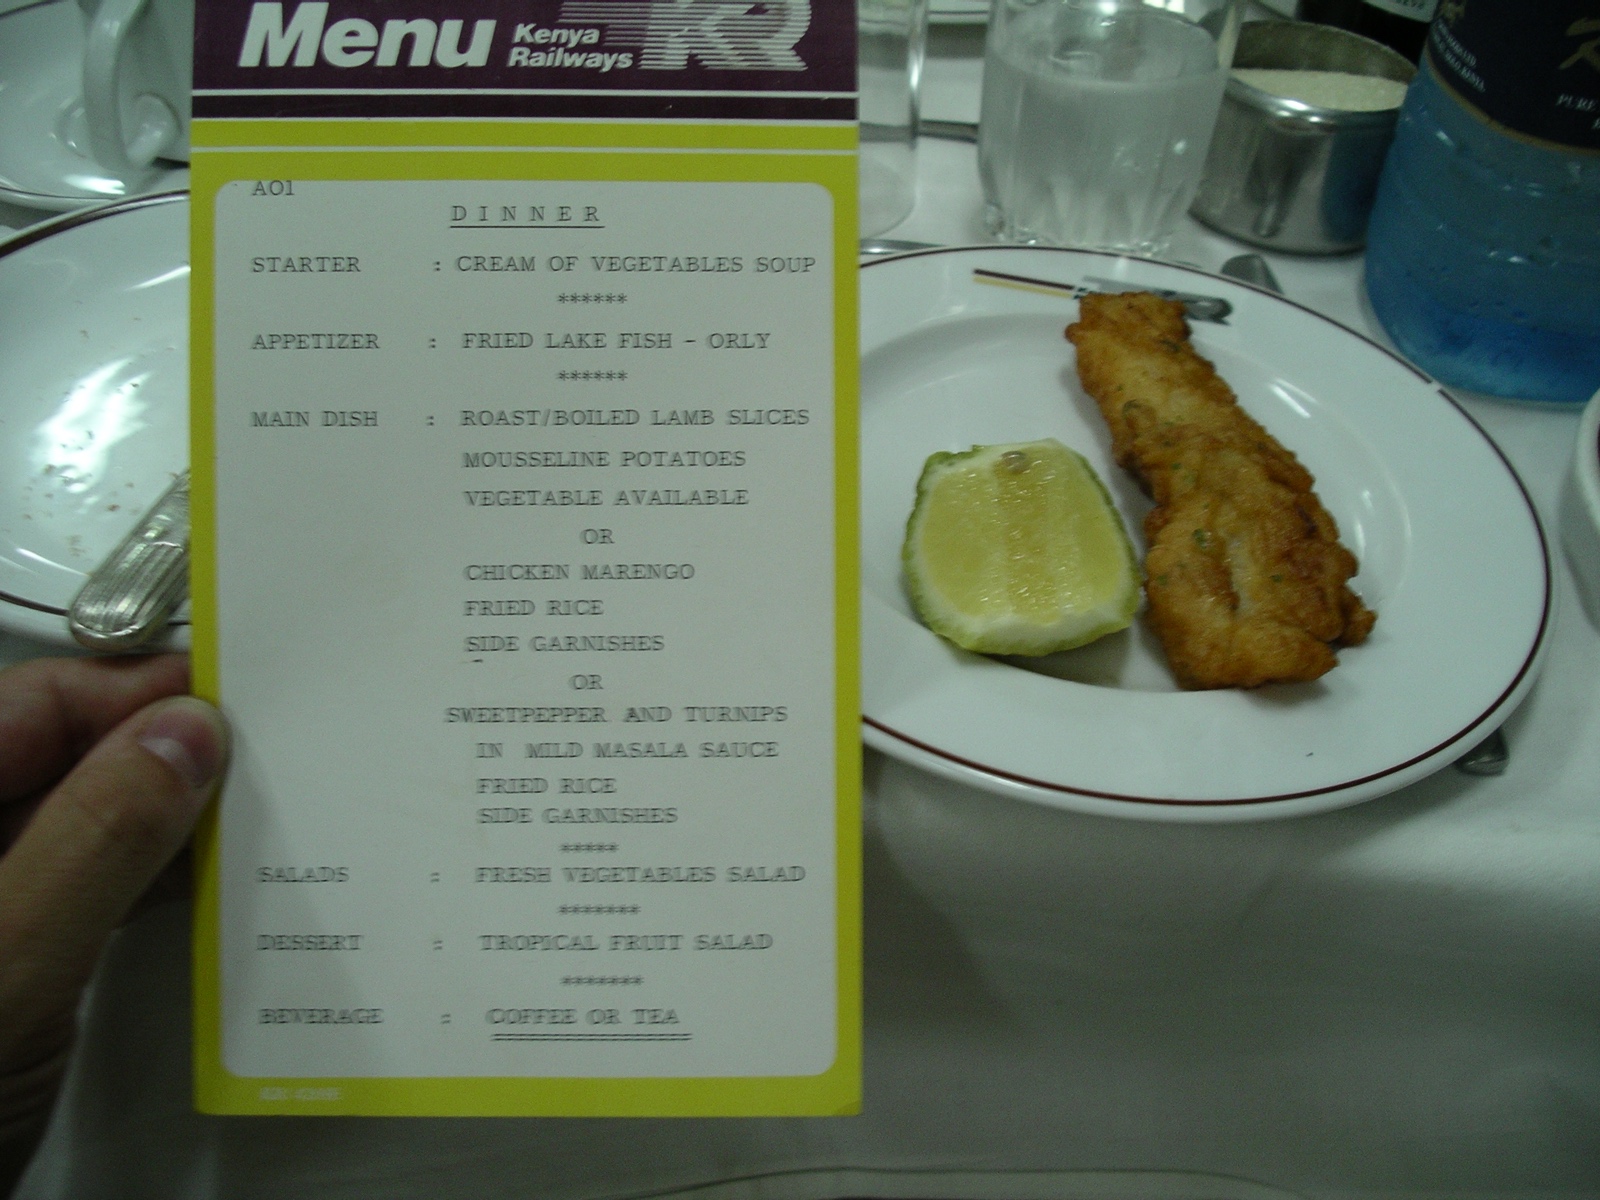 Menu Kenya Railways KR
A01
DINNER
STARTER : CREAM OF VEGETABLES SOUP
******
APPETIZER : FRIED LAKE FISH - ORLY
******
MAIN DISH : ROAST/BOILED LAMB SLICES
MOUSSELINE POTATOES
VEGETABLE AVAILABLE
OR
CHICKEN MARENGO
FRIED RICE
SIDE GARNISHES
OR
SWEETPEPPER AND TURNIPS
IN MILD MASALA SAUCE
FRIED RICE
SIDE GARNISHES
*****
SALADS : FRESH VEGETABLES SALAD
*******
DESSERT : TROPICAL FRUIT SALAD
*******
BEVERAGE : COFFEE OR TEA
PURE